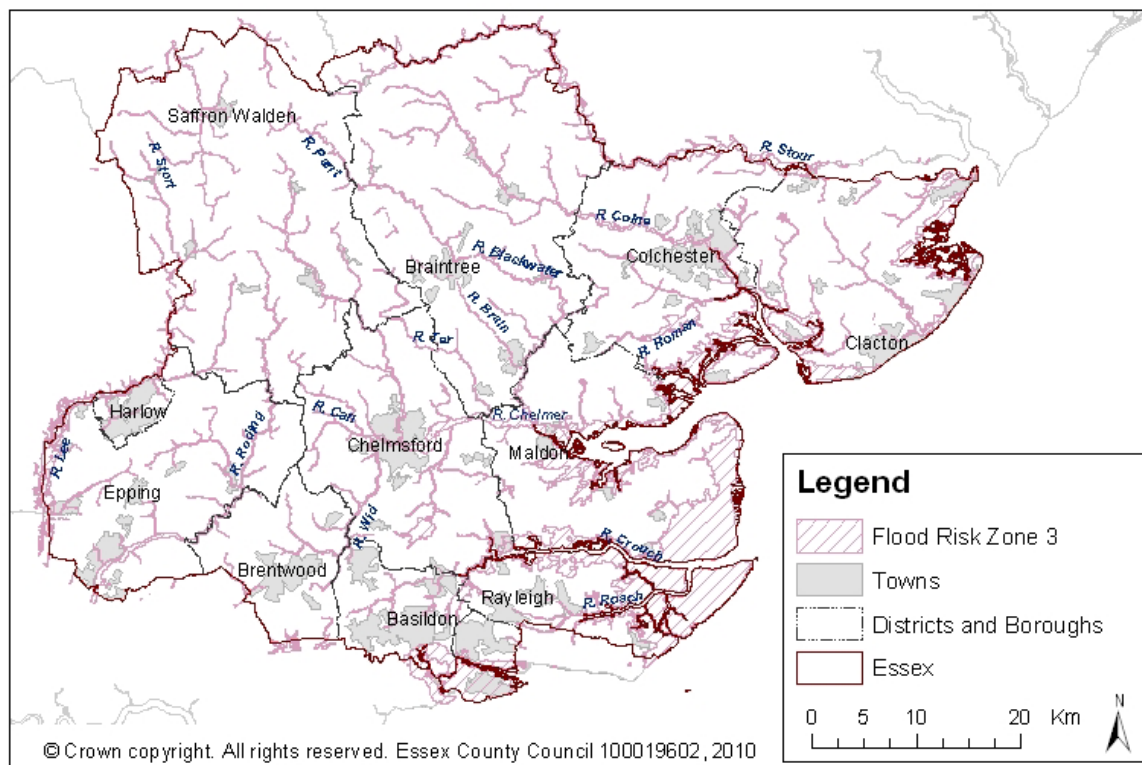 Saffron Walden
R. Stort
R. Pant
R. Stour
R. Colne
Colchester
Braintree
R. Blackwater
R. Brain
R. Ter
R. Roman
Clacton
Harlow
R. Lee
R. Roding
R. Can
R. Chelmer
Chelmsford
Maldon
Epping
R. Wid
R. Crouch
Brentwood
Rayleigh
R. Roach
Basildon
Legend
Flood Risk Zone 3
Towns
Districts and Boroughs
Essex
0 5 10 20 Km
N
© Crown copyright. All rights reserved. Essex County Council 100019602, 2010